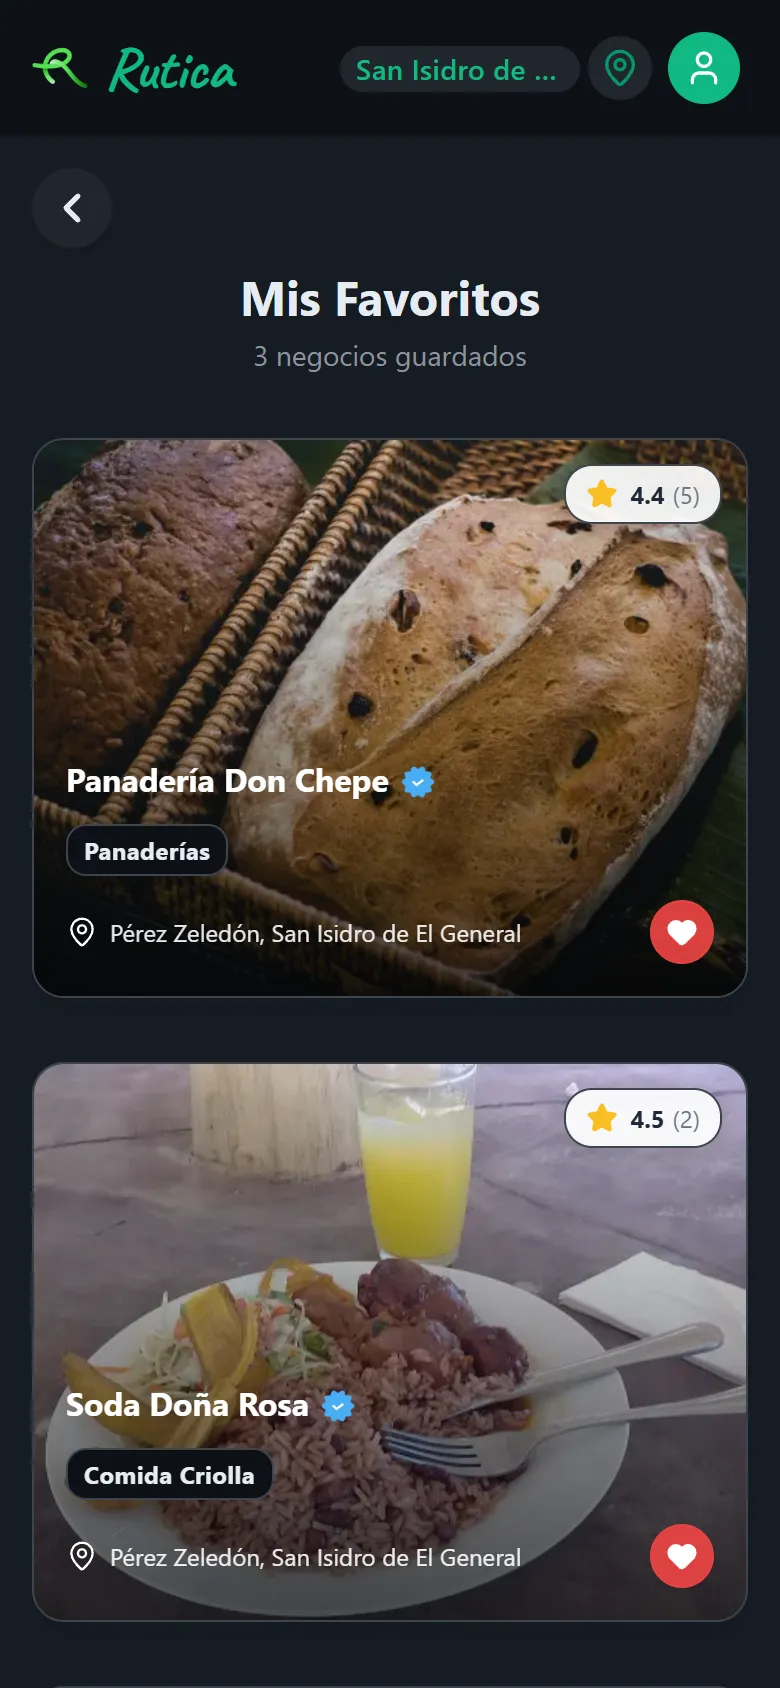 Rutica
San Isidro de ...
Mis Favoritos
3 negocios guardados
4.4 (5)
Panadería Don Chepe
Panaderías
Pérez Zeledón, San Isidro de El General
4.5 (2)
Soda Doña Rosa
Comida Criolla
Pérez Zeledón, San Isidro de El General